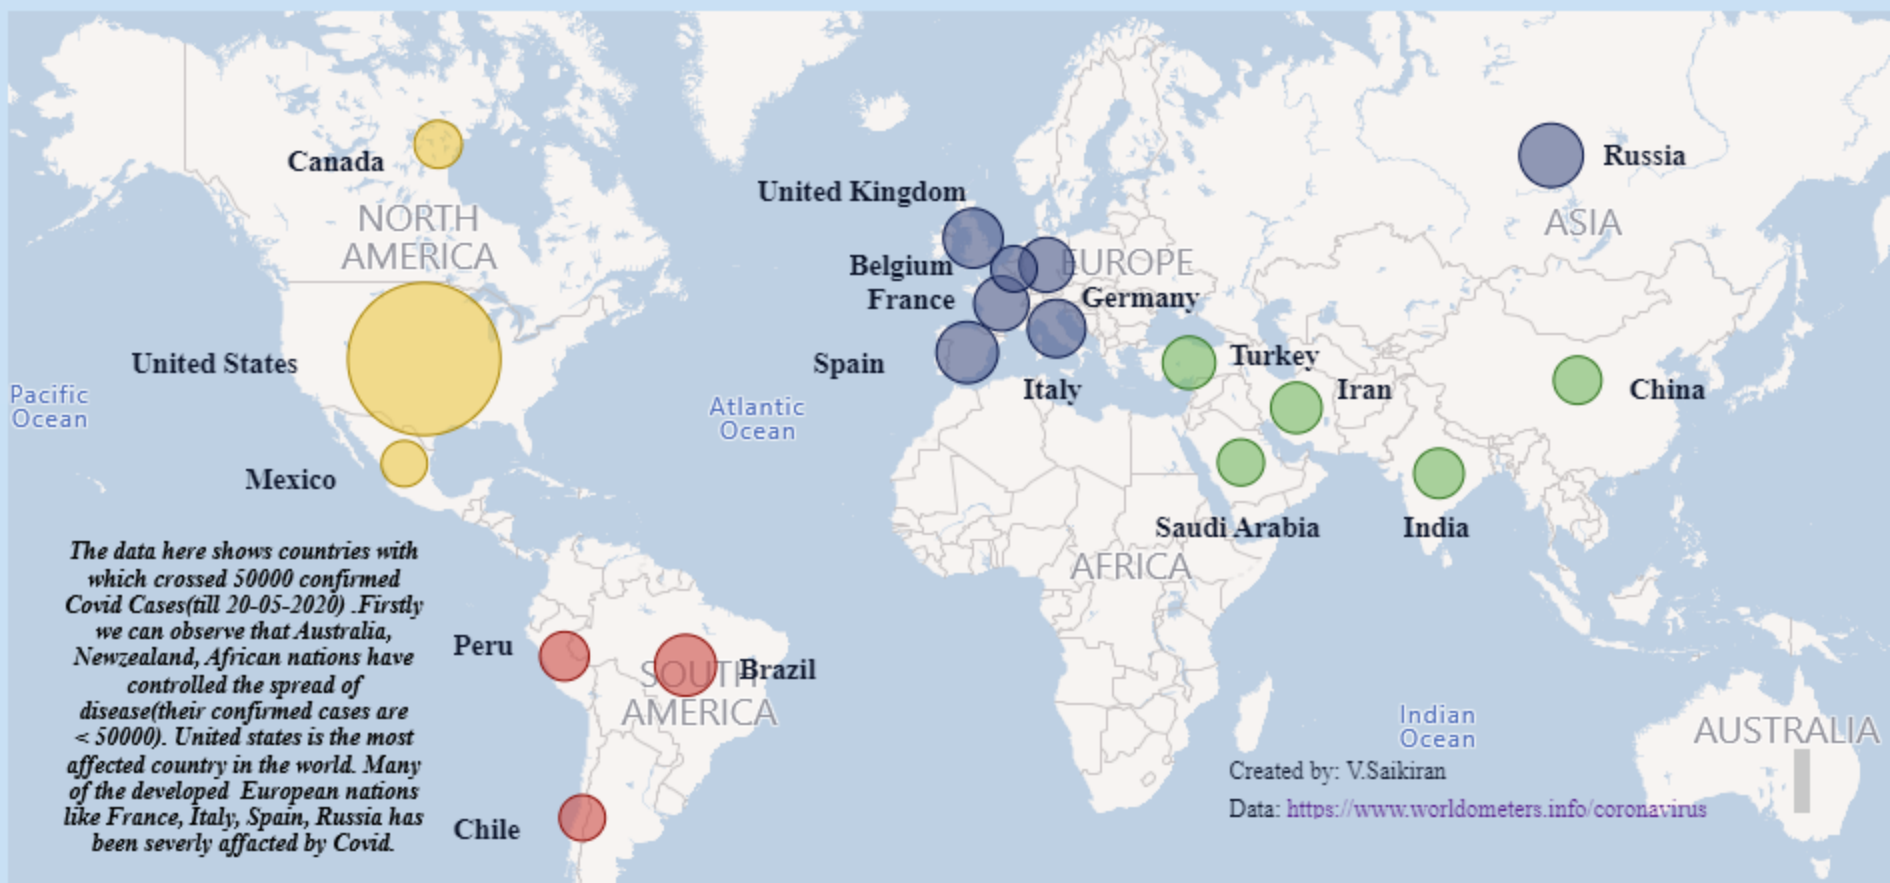 Canada
Russia
United Kingdom
NORTH
AMERICA
ASIA
Belgium
EUROPE
France
Germany
United States
Spain
Turkey
Italy
Iran
China
Pacific
Ocean
Atlantic
Ocean
Mexico
Saudi Arabia
India
AFRICA
The data here shows countries with
which crossed 50000 confirmed
Covid Cases(till 20-05-2020) .Firstly
we can observe that Australia,
Newzealand, African nations have
controlled the spread of
disease(their confirmed cases are
< 50000). United states is the most
affected country in the world. Many
of the developed European nations
like France, Italy, Spain, Russia has
been severly affacted by Covid.
Peru
Brazil
SOUTH
AMERICA
Chile
Indian
Ocean
AUSTRALIA
Created by: V.Saikiran
Data: https://www.worldometers.info/coronavirus